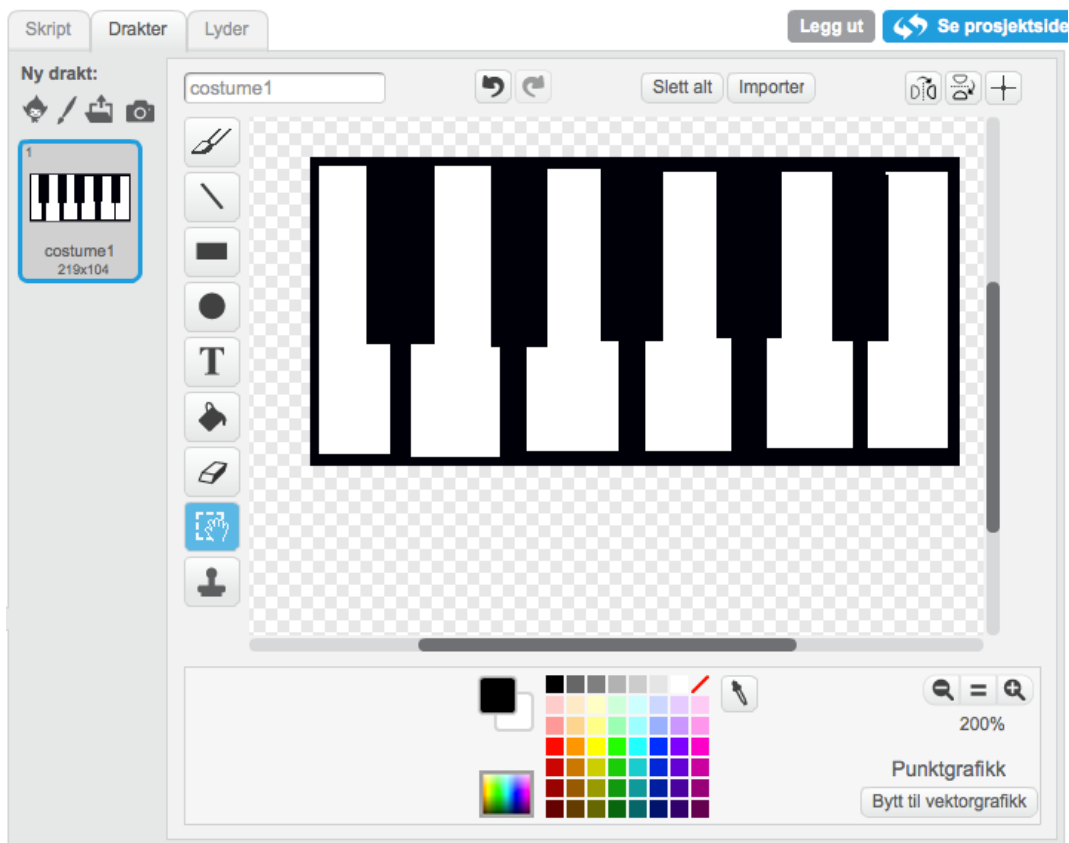 Skript
Drakter
Lyder
Legg ut
Se prosjektside
Ny drakt:
costume1
Slett alt
Importer
1
costume1
219x104
T
200%
Punktgrafikk
Bytt til vektorgrafikk